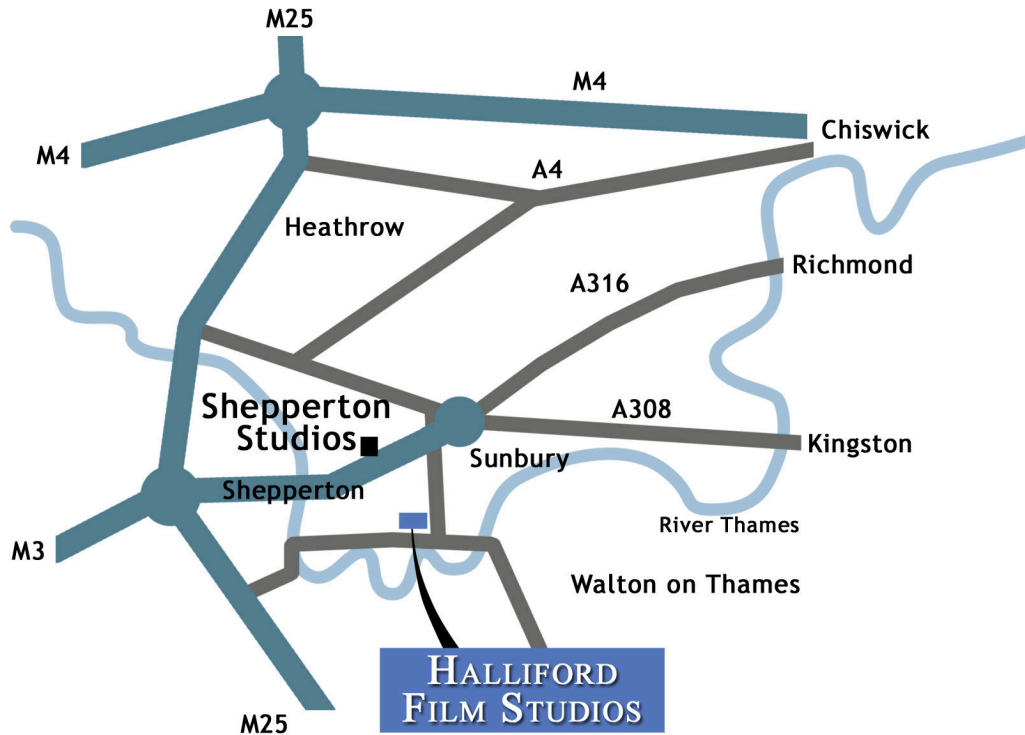 M25
M4
Chiswick
M4
A4
Heathrow
Richmond
A316
Shepperton
Studios
A308
Kingston
Sunbury
Shepperton
River Thames
M3
Walton on Thames
HALLIFORD
FILM STUDIOS
M25